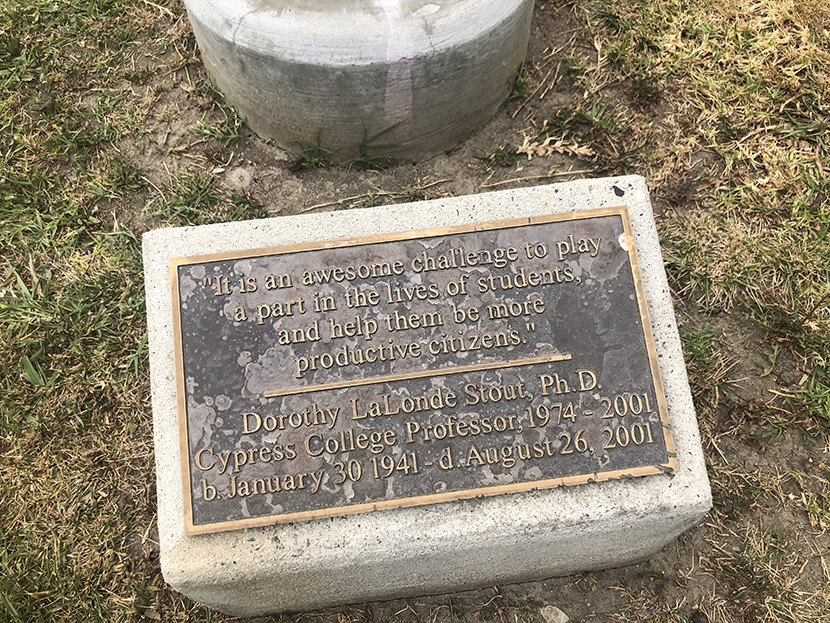 "It is an awesome challenge to play
a part in the lives of students,
and help them be more
productive citizens."
Dorothy LaLonde Stout, Ph.D.
Cypress College Professor, 1974 - 2001
b. January 30 1941 - d. August 26, 2001